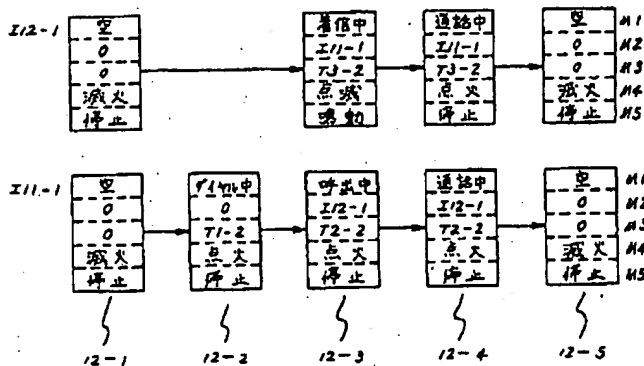 I12-1
空
0
0
滅火
停止
着信中
I11-1
T3-2
点滅
鳴動
通話中
I11-1
T3-2
点火
停止
空
0
0
滅火
停止
M1
M2
M3
M4
M5
I11-1
空
0
0
滅火
停止
ダイヤル中
0
T1-2
点火
停止
呼出中
I12-1
T2-2
点火
停止
通話中
I12-1
T2-2
点火
停止
空
0
0
滅火
停止
M1
M2
M3
M4
M5
12-1
12-2
12-3
12-4
12-5